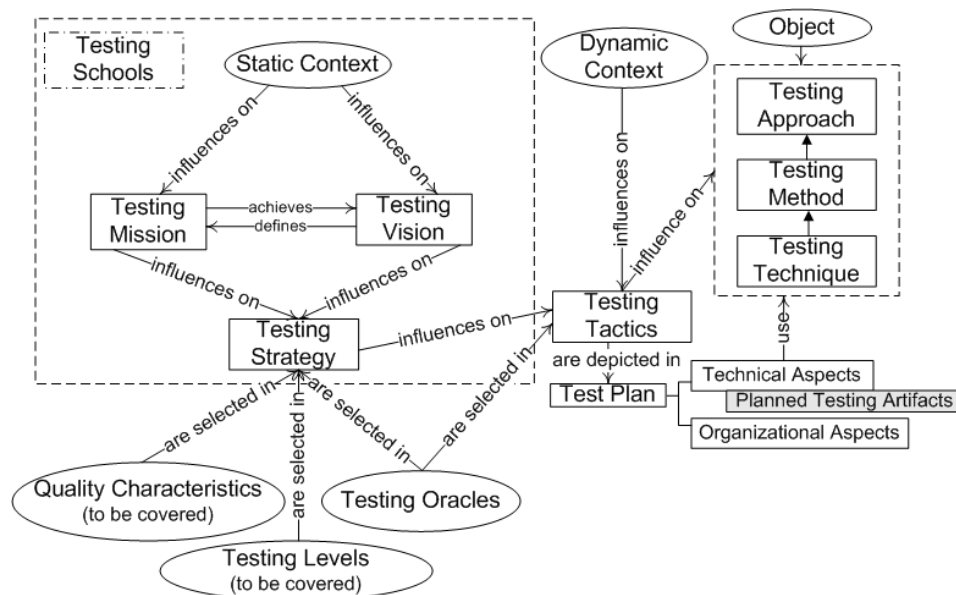 Testing
Schools
Static Context
Dynamic
Context
Object
Testing
Approach
influences on
influences on
influences on
Testing
Method
influence on
Testing
Mission
achieves
defines
Testing
Vision
Testing
Technique
influences on
influences on
Testing
Strategy
influences on
Testing
Tactics
use
are depicted in
Technical Aspects
Test Plan
Planned Testing Artifacts
Organizational Aspects
are selected in
are selected in
are selected in
are selected in
Quality Characteristics
(to be covered)
Testing Oracles
Testing Levels
(to be covered)